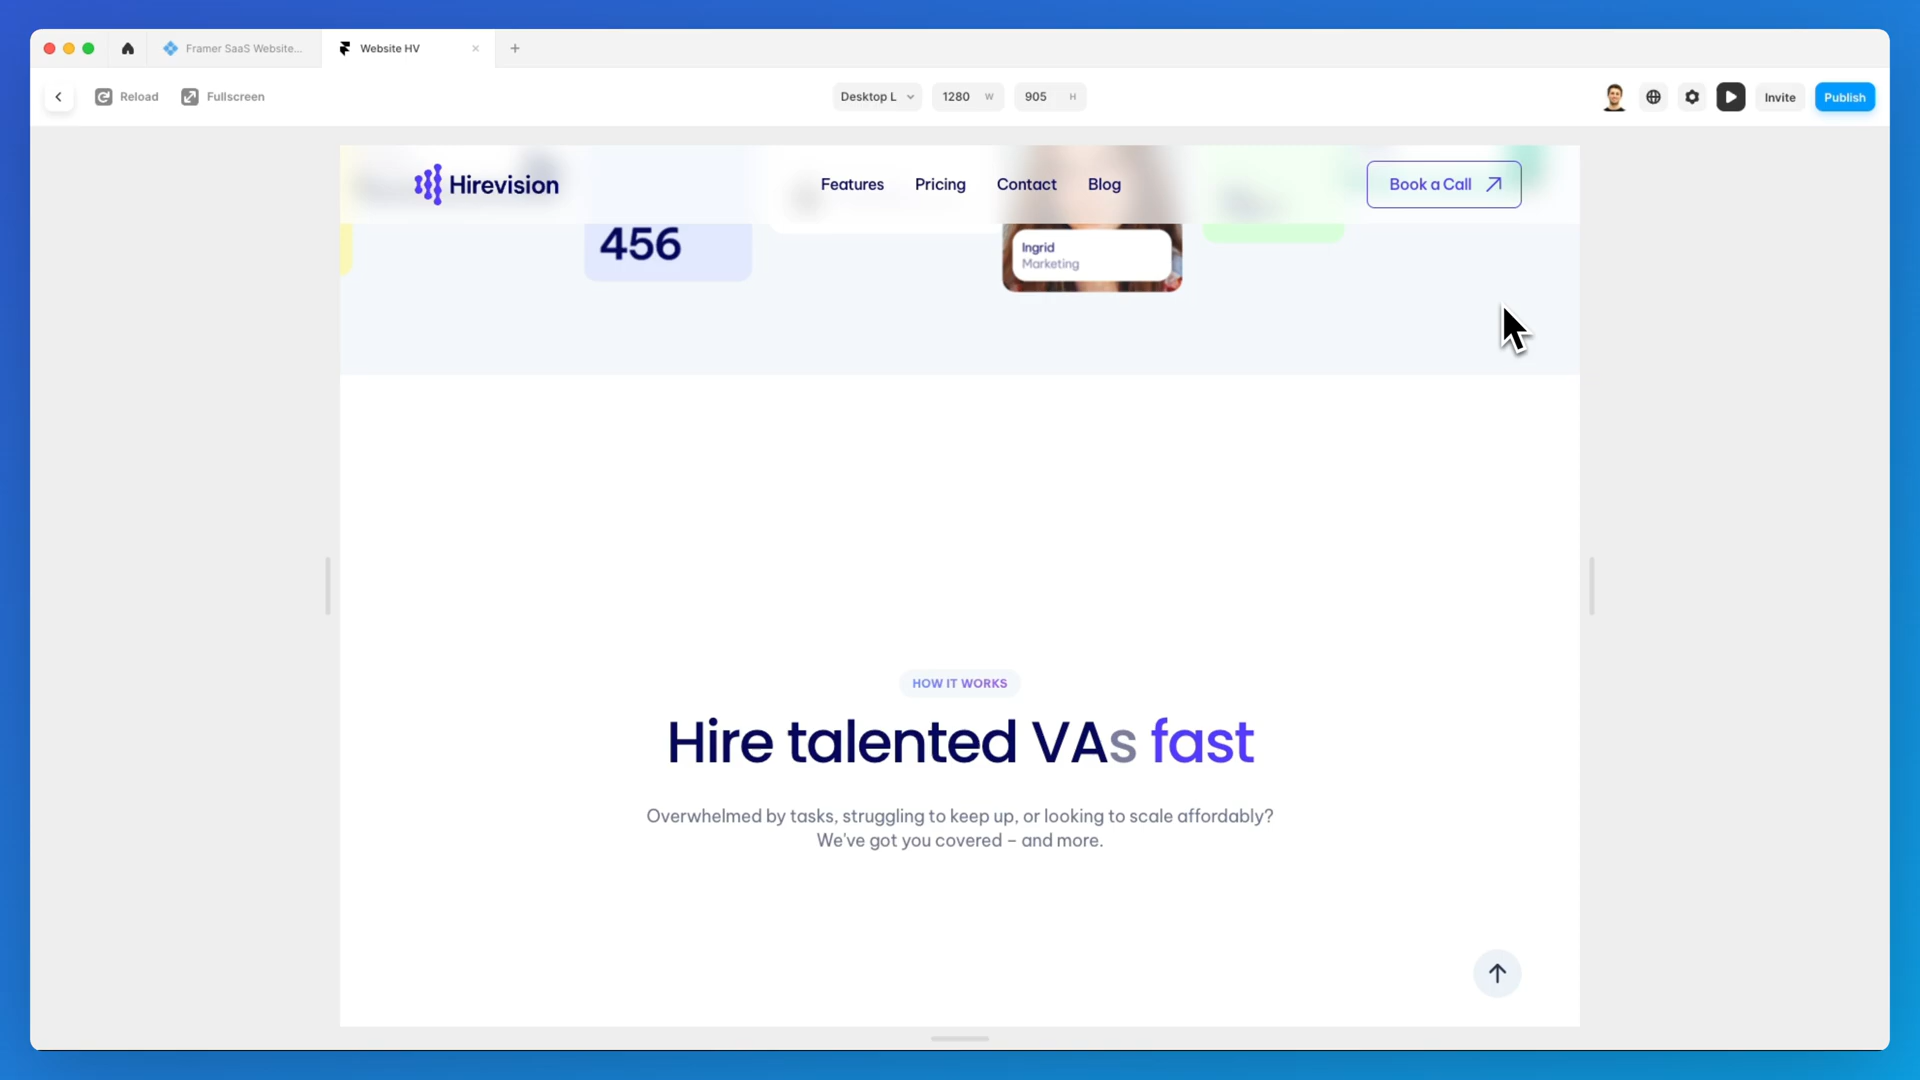 Framer SaaS Website...
Website HV
Reload
Fullscreen
Desktop L
1280 W
905 H
Invite
Publish
Hirevision
Features
Pricing
Contact
Blog
Book a Call
456
Ingrid
Marketing
HOW IT WORKS
Hire talented VAs fast
Overwhelmed by tasks, struggling to keep up, or looking to scale affordably?
We've got you covered – and more.